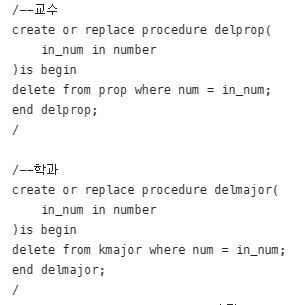 /--교수
create or replace procedure delprop(
in_num in number
)is begin
delete from prop where num = in_num;
end delprop;
/
/--학과
create or replace procedure delmajor(
in_num in number
)is begin
delete from kmajor where num = in_num;
end delmajor;
/